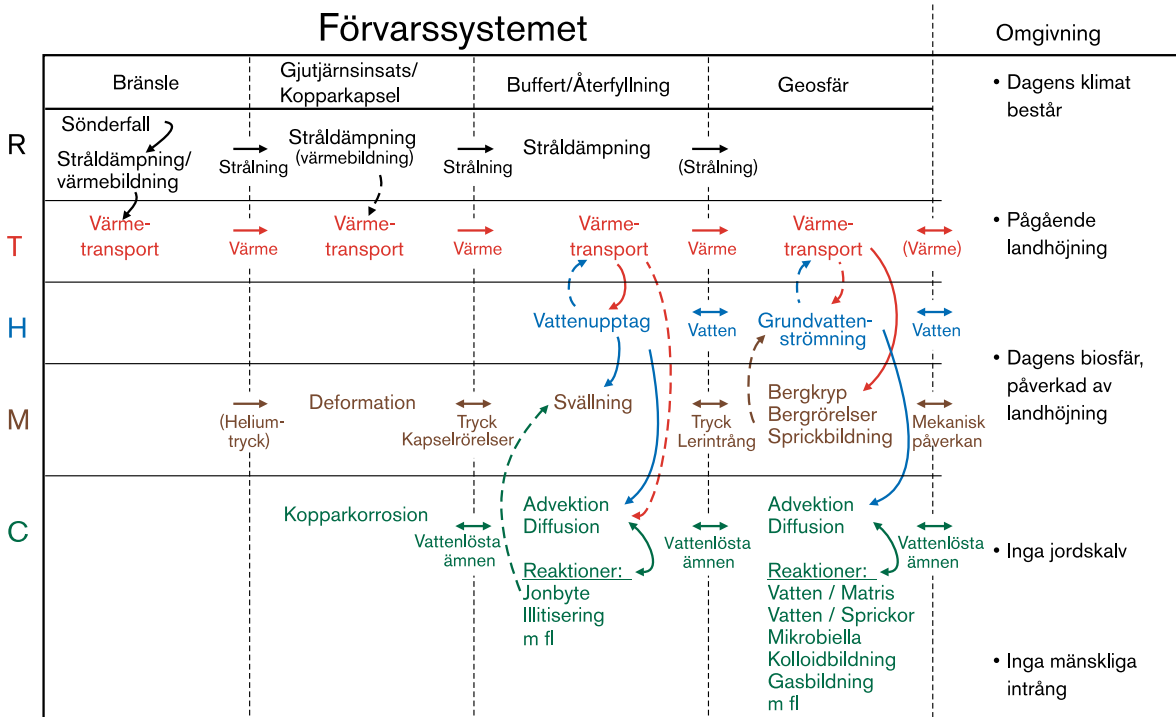 Förvarssystemet
Omgivning
Bränsle
Gjutjärnsinsats/
Kopparkapsel
Buffert/Återfyllning
Geosfär
R
Sönderfall
Stråldämpning/
värmebildning
Strålning
Stråldämpning
(värmebildning)
Strålning
Stråldämpning
(Strålning)
T
Värme-
transport
Värme
Värme-
transport
Värme
Värme-
transport
Värme
Värme-
transport
(Värme)
H
Vattenupptag
Vatten
Grundvatten-
strömning
Vatten
M
(Helium-
tryck)
Deformation
Tryck
Kapselrörelser
Svällning
Tryck
Lerintrång
Bergkryp
Bergrörelser
Sprickbildning
Mekanisk
påverkan
C
Kopparkorrosion
Vattenlösta
ämnen
Advektion
Diffusion
Reaktioner:
Jonbyte
Illitisering
m fl
Vattenlösta
ämnen
Advektion
Diffusion
Reaktioner:
Vatten / Matris
Vatten / Sprickor
Mikrobiella
Kolloidbildning
Gasbildning
m fl
Vattenlösta
ämnen
• Dagens klimat
består
• Pågående
landhöjning
• Dagens biosfär,
påverkad av
landhöjning
• Inga jordskalv
• Inga mänskliga
intrång